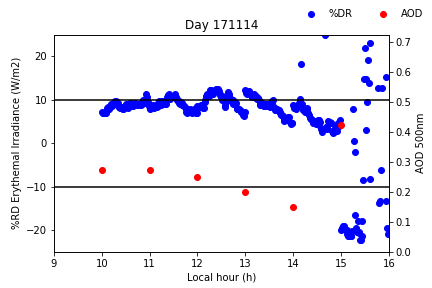 %DR AOD
Day 171114
%RD Erythermal Irradiance (W/m2)
20
10
0
−10
−20
0.7
0.6
0.5
0.4
0.3
0.2
0.1
0.0
AOD 500nm
9 10 11 12 13 14 15 16
Local hour (h)